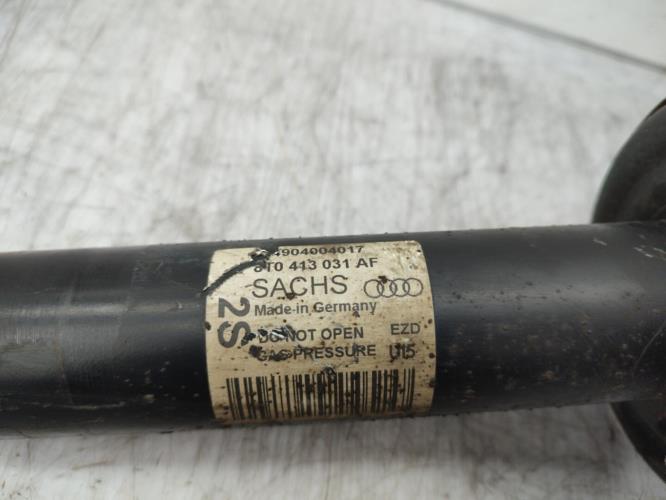 4904004017
8T0 413 031 AF
SACHS
Made-in Germany
2S
DO NOT OPEN EZD
GAS PRESSURE U15